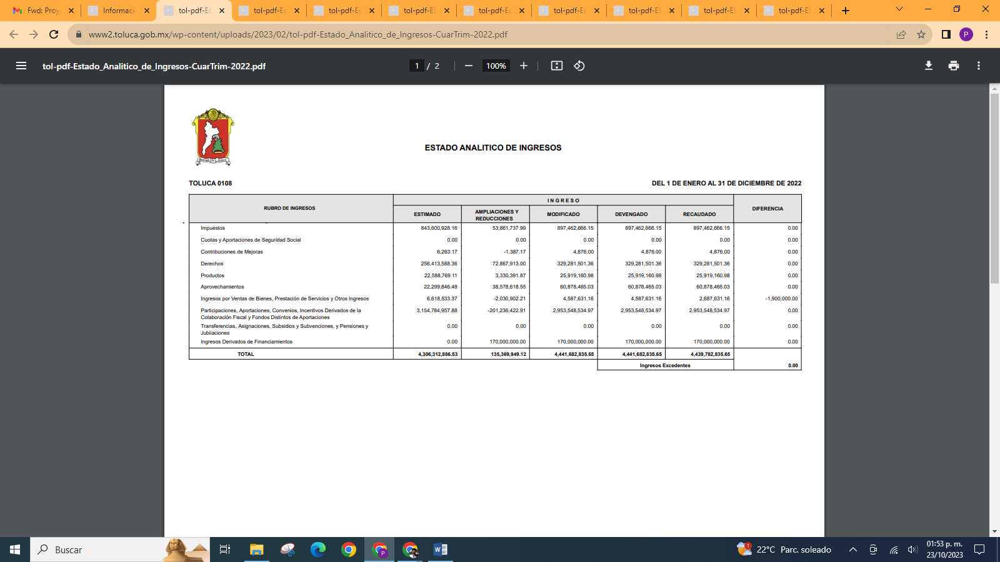 Fwd: Proy
Informaci
tol-pdf-Es
tol-pdf-Es
tol-pdf-Es
tol-pdf-ES
tol-pdf-Es
tol-pdf-Es
tol-pdf-ES
tol-pdf-ES
tol-pdf-ES
www2.toluca.gob.mx/wp-content/uploads/2023/02/tol-pdf-Estado_Analitico_de_Ingresos-CuarTrim-2022.pdf
P
tol-pdf-Estado_Analitico_de_Ingresos-CuarTrim-2022.pdf
1 / 2
100%
ESTADO ANALITICO DE INGRESOS
TOLUCA 0108
DEL 1 DE ENERO AL 31 DE DICIEMBRE DE 2022
RUBRO DE INGRESOS
INGRESO
DIFERENCIA
ESTIMADO
AMPLIACIONES Y
REDUCCIONES
MODIFICADO
DEVENGADO
RECAUDADO
Impuestos 843,600,928.16 53,861,737.99 897,462,666.15 897,462,666.15 897,462,666.15 0.00
Cuotas y Aportaciones de Seguridad Social 0.00 0.00 0.00 0.00 0.00 0.00
Contribuciones de Mejoras 6,263.17 -1,387.17 4,876.00 4,876.00 4,876.00 0.00
Derechos 256,413,588.36 72,867,913.00 329,281,501.36 329,281,501.36 329,281,501.36 0.00
Productos 22,588,769.11 3,330,391.87 25,919,160.98 25,919,160.98 25,919,160.98 0.00
Aprovechamientos 22,299,846.48 38,578,618.55 60,878,465.03 60,878,465.03 60,878,465.03 0.00
Ingresos por Ventas de Bienes, Prestación de Servicios y Otros Ingresos 6,618,533.37 -2,030,902.21 4,587,631.16 4,587,631.16 2,687,631.16 -1,900,000.00
Participaciones, Aportaciones, Convenios, Incentivos Derivados de la 3,154,784,957.88 -201,236,422.91 2,953,548,534.97 2,953,548,534.97 2,953,548,534.97 0.00
Colaboración Fiscal y Fondos Distintos de Aportaciones
Transferencias, Asignaciones, Subsidios y Subvenciones, y Pensiones y 0.00 0.00 0.00 0.00 0.00 0.00
Jubilaciones
Ingresos Derivados de Financiamientos 0.00 170,000,000.00 170,000,000.00 170,000,000.00 170,000,000.00 0.00
TOTAL 4,306,312,886.53 135,369,949.12 4,441,682,835.65 4,441,682,835.65 4,439,782,835.65
Ingresos Excedentes 0.00
Buscar
P
1
22°C Parc. soleado
01:53 p. m.
23/10/2023